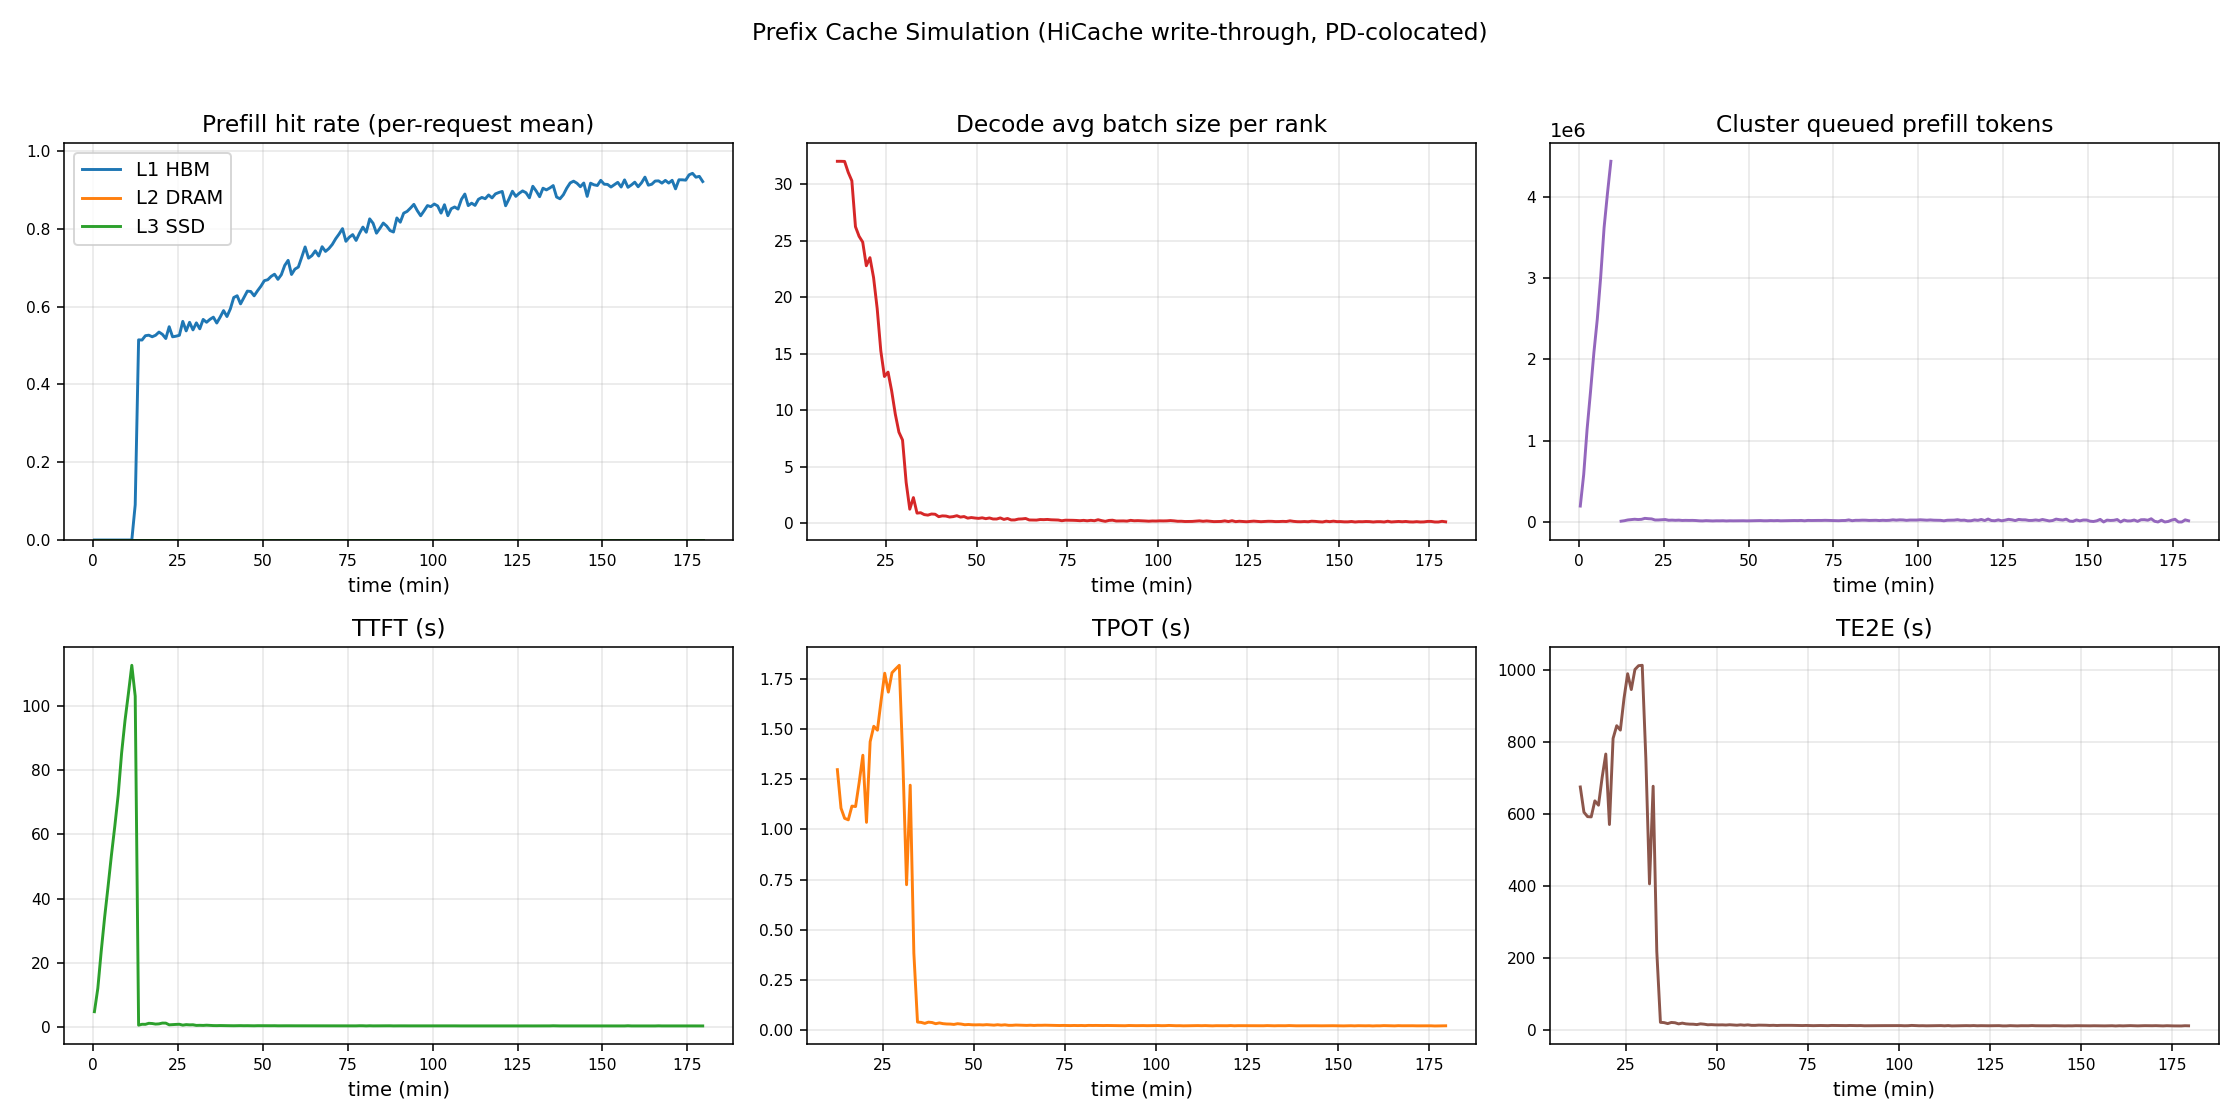 Prefix Cache Simulation (HiCache write-through, PD-colocated)
Prefill hit rate (per-request mean)
1.0
0.8
0.6
0.4
0.2
0.0
L1 HBM
L2 DRAM
L3 SSD
0 25 50 75 100 125 150 175
time (min)
Decode avg batch size per rank
30
25
20
15
10
5
0
25 50 75 100 125 150 175
time (min)
Cluster queued prefill tokens
1e6
4
3
2
1
0
0 25 50 75 100 125 150 175
time (min)
TTFT (s)
100
80
60
40
20
0
0 25 50 75 100 125 150 175
time (min)
TPOT (s)
1.75
1.50
1.25
1.00
0.75
0.50
0.25
0.00
25 50 75 100 125 150 175
time (min)
TE2E (s)
1000
800
600
400
200
0
25 50 75 100 125 150 175
time (min)